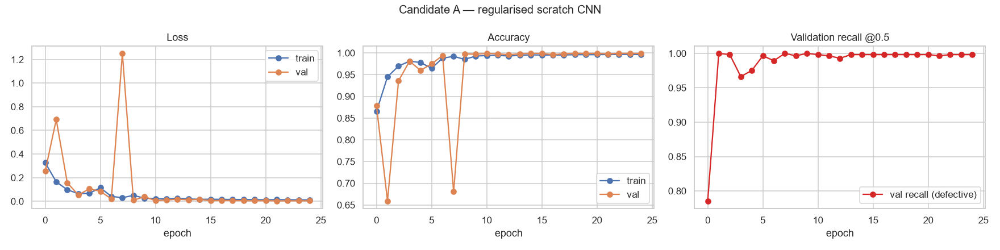 Candidate A — regularised scratch CNN
Loss
1.2
1.0
0.8
0.6
0.4
0.2
0.0
0 5 10 15 20 25
epoch
train
val
Accuracy
1.00
0.95
0.90
0.85
0.80
0.75
0.70
0.65
0 5 10 15 20 25
epoch
train
val
Validation recall @0.5
1.00
0.95
0.90
0.85
0.80
0 5 10 15 20 25
epoch
val recall (defective)